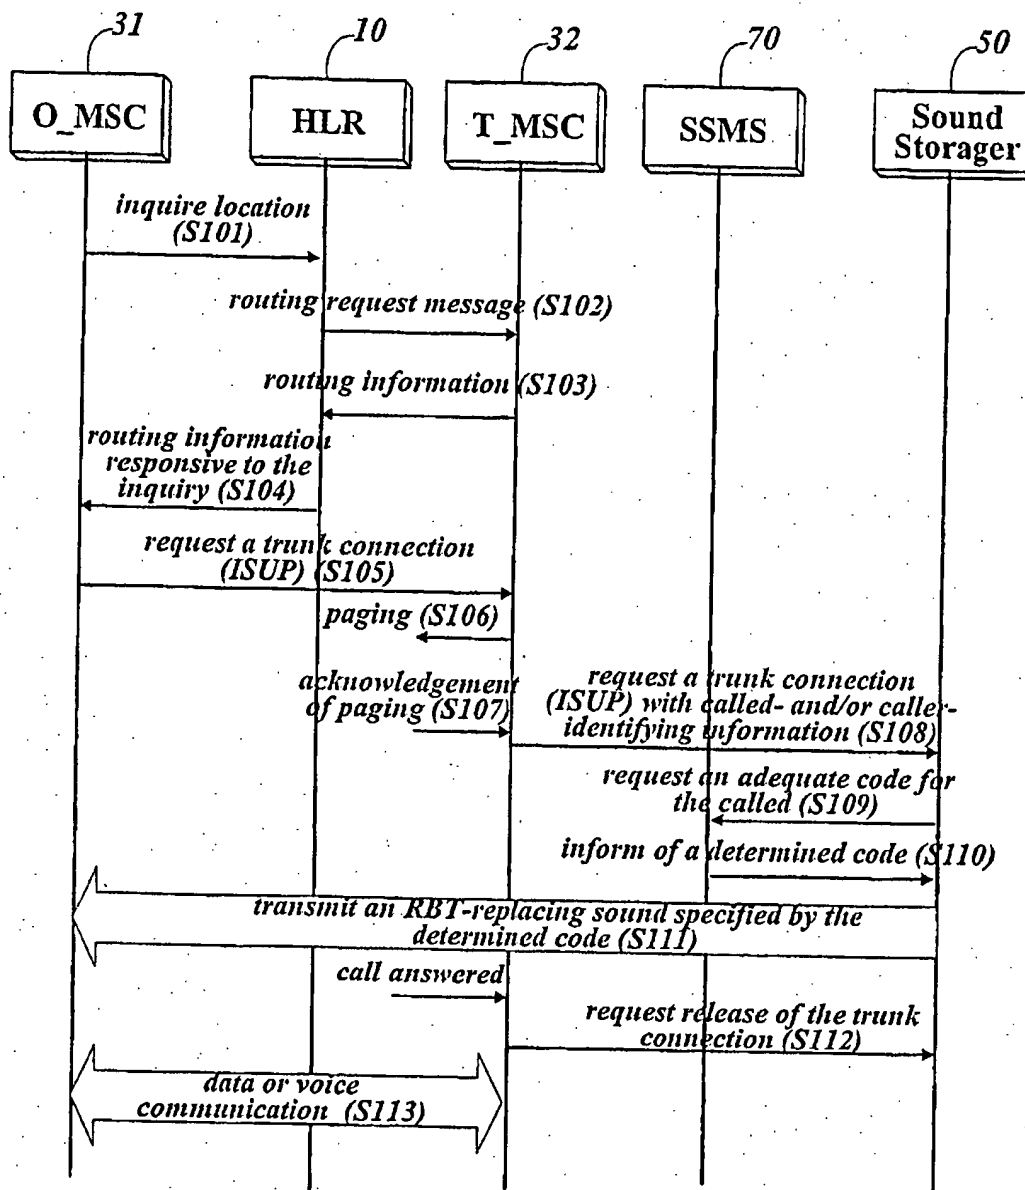 31
10
32
70
50
O_MSC
HLR
T_MSC
SSMS
Sound
Storager
inquire location
(S101)
routing request message (S102)
routing information (S103)
routing information
responsive to the
inquiry (S104)
request a trunk connection
(ISUP) (S105)
paging (S106)
acknowledgement
of paging (S107)
request a trunk connection
(ISUP) with called- and/or caller-
identifying information (S108)
request an adequate code for
the called (S109)
inform of a determined code (S110)
transmit an RBT-replacing sound specified by the
determined code (S111)
call answered
request release of the trunk
connection (S112)
data or voice
communication (S113)